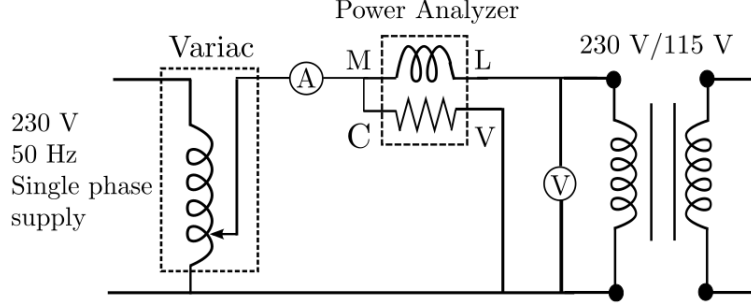 Power Analyzer
Variac
230 V/115 V
M
L
A
C
V
V
230 V
50 Hz
Single phase
supply